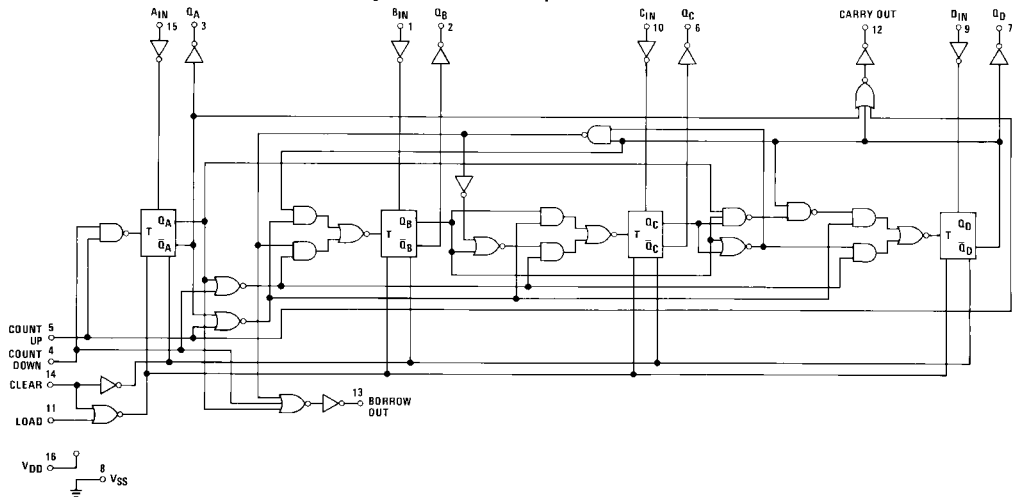 AIN QA BIN QB CIN QC CARRY OUT DIN QD
15 3 1 2 10 6 12 9 7
QA QB QC QD
T T T T
Q̅A Q̅B Q̅C Q̅D
COUNT UP 5
COUNT DOWN 4
CLEAR 14
13 BORROW OUT
LOAD 11
VDD 16
8 VSS